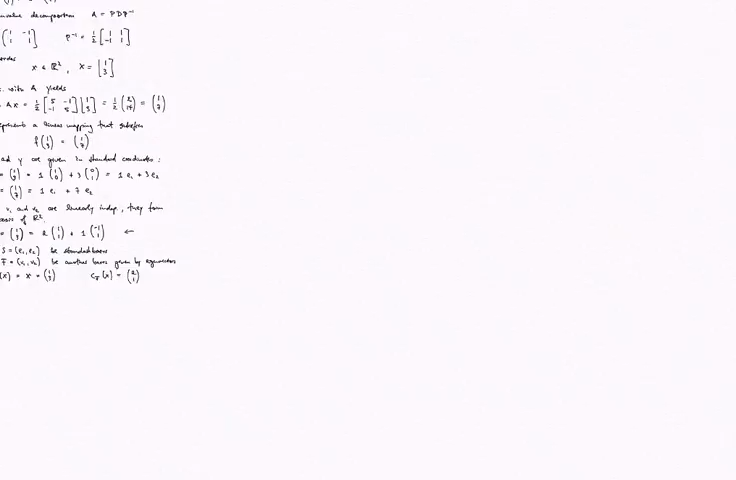 decomposition A = PDP⁻¹
( 1 -1 / 1 1 ] P⁻¹ = 1/2 [ 1 1 / -1 1 ]
x ∈ ℝ², x = [ 1 / 3 ]
with A yields
Ax = 1/2 [ 5 -1 / -1 5 ] [ 1 / 3 ] = 1/2 ( 2 / 14 ) = ( 1 / 7 )
a linear mapping that satisfies
f ( 1 / 3 ) = ( 1 / 7 )
y are given in standard coordinates :
= ( 1 / 3 ) = 1 ( 1 / 0 ) + 3 ( 0 / 1 ) = 1 e₁ + 3 e₂
= ( 1 / 7 ) = 1 e₁ + 7 e₂
v₁ and v₂ are linearly indep., they form
basis of ℝ².
= ( 1 / 3 ) = 2 ( 1 / 1 ) + 1 ( -1 / 1 ) ←
S = (e₁, e₂) be standard basis
F = (v₁, v₂) be another basis given by eigenvectors
(x) = x = ( 1 / 3 ) (x) = ( 2 / 1 )